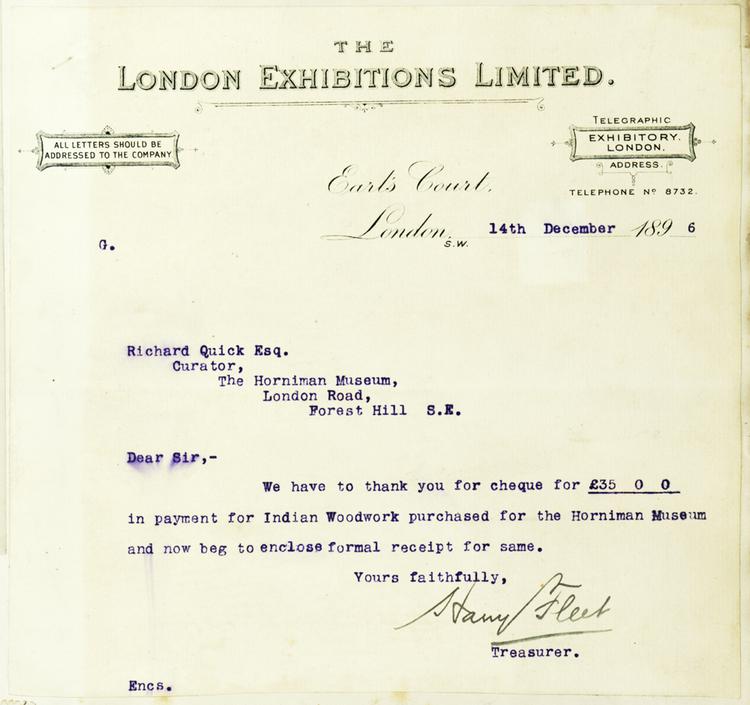 THE
LONDON EXHIBITIONS LIMITED.
ALL LETTERS SHOULD BE
ADDRESSED TO THE COMPANY
TELEGRAPHIC
EXHIBITORY.
LONDON.
ADDRESS.
TELEPHONE No 8732.
Earl's Court,
London, S.W. 14th December 1896
G.
Richard Quick Esq.
Curator,
The Horniman Museum,
London Road,
Forest Hill S.E.
Dear Sir,-
We have to thank you for cheque for £35 0 0
in payment for Indian Woodwork purchased for the Horniman Museum
and now beg to enclose formal receipt for same.
Yours faithfully,
Harry Fleet
Treasurer.
Encs.